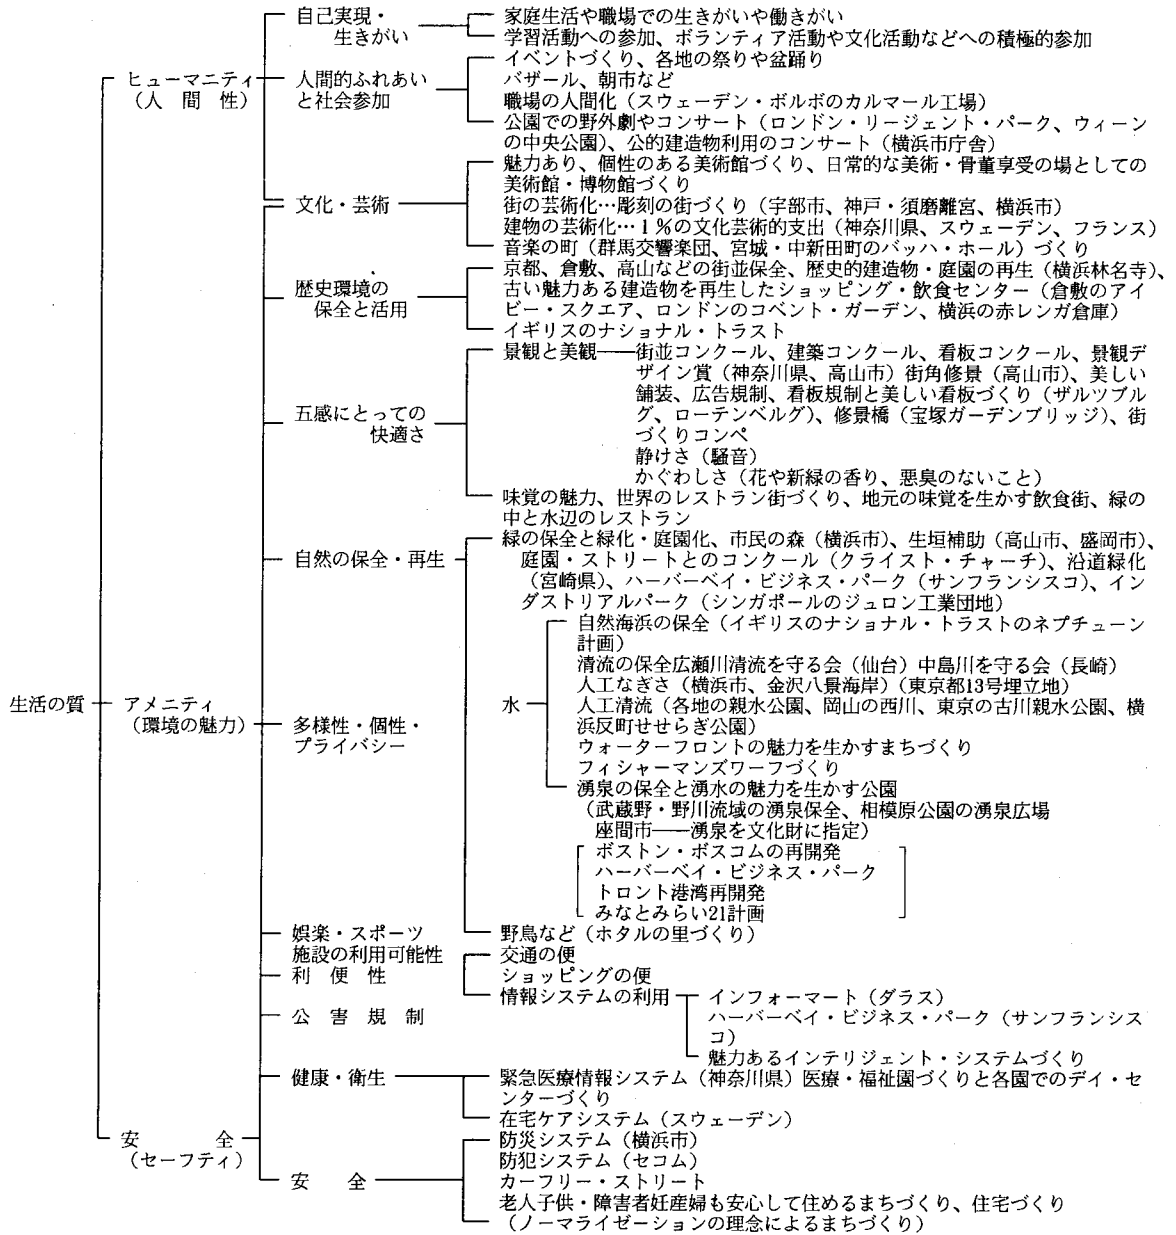 自己実現・
生きがい
家庭生活や職場での生きがいや働きがい
学習活動への参加、ボランティア活動や文化活動などへの積極的参加
ヒューマニティ
(人 間 性)
人間的ふれあい
と社会参加
イベントづくり、各地の祭りや盆踊り
バザール、朝市など
職場の人間化(スウェーデン・ボルボのカルマール工場)
公園での野外劇やコンサート(ロンドン・リージェント・パーク、ウィーン
の中央公園)、公的建造物利用のコンサート(横浜市庁舎)
文化・芸術
魅力あり、個性のある美術館づくり、日常的な美術・骨董享受の場としての
美術館・博物館づくり
街の芸術化…彫刻の街づくり(宇部市、神戸・須磨離宮、横浜市)
建物の芸術化…1%の文化芸術的支出(神奈川県、スウェーデン、フランス)
音楽の町(群馬交響楽団、宮城・中新田町のバッハ・ホール)づくり
歴史環境の
保全と活用
京都、倉敷、高山などの街並保全、歴史的建造物・庭園の再生(横浜林名寺)、
古い魅力ある建造物を再生したショッピング・飲食センター(倉敷のアイ
ビー・スクエア、ロンドンのコベント・ガーデン、横浜の赤レンガ倉庫)
イギリスのナショナル・トラスト
五感にとっての
快適さ
景観と美観――街並コンクール、建築コンクール、看板コンクール、景観デ
ザイン賞(神奈川県、高山市)街角修景(高山市)、美しい
舗装、広告規制、看板規制と美しい看板づくり(ザルツブル
グ、ローテンベルグ)、修景橋(宝塚ガーデンブリッジ)、街
づくりコンペ
静けさ(騒音)
かぐわしさ(花や新緑の香り、悪臭のないこと)
味覚の魅力、世界のレストラン街づくり、地元の味覚を生かす飲食街、緑の
中と水辺のレストラン
自然の保全・再生
緑の保全と緑化・庭園化、市民の森(横浜市)、生垣補助(高山市、盛岡市)、
庭園・ストリートとのコンクール(クライスト・チャーチ)、沿道緑化
(宮崎県)、ハーバーベイ・ビジネス・パーク(サンフランシスコ)、イン
ダストリアルパーク(シンガポールのジュロン工業団地)
水
自然海浜の保全(イギリスのナショナル・トラストのネプチューン
計画)
清流の保全広瀬川清流を守る会(仙台)中島川を守る会(長崎)
人工なぎさ(横浜市、金沢八景海岸)(東京都13号埋立地)
人工清流(各地の親水公園、岡山の西川、東京の古川親水公園、横
浜反町せせらぎ公園)
ウォーターフロントの魅力を生かすまちづくり
フィシャーマンズワーフづくり
湧泉の保全と湧水の魅力を生かす公園
(武蔵野・野川流域の湧泉保全、相模原公園の湧泉広場
座間市――湧泉を文化財に指定)
ボストン・ボスコムの再開発
ハーバーベイ・ビジネス・パーク
トロント港湾再開発
みなとみらい21計画
野鳥など(ホタルの里づくり)
生活の質
アメニティ
(環境の魅力)
多様性・個性・
プライバシー
娯楽・スポーツ
施設の利用可能性
利 便 性
交通の便
ショッピングの便
情報システムの利用
インフォーマート(ダラス)
ハーバーベイ・ビジネス・パーク(サンフランシス
コ)
魅力あるインテリジェント・システムづくり
公 害 規 制
健康・衛生
緊急医療情報システム(神奈川県)医療・福祉園づくりと各園でのデイ・セ
ンターづくり
在宅ケアシステム(スウェーデン)
安 全
(セーフティ)
安 全
防災システム(横浜市)
防犯システム(セコム)
カーフリー・ストリート
老人子供・障害者妊産婦も安心して住めるまちづくり、住宅づくり
(ノーマライゼーションの理念によるまちづくり)